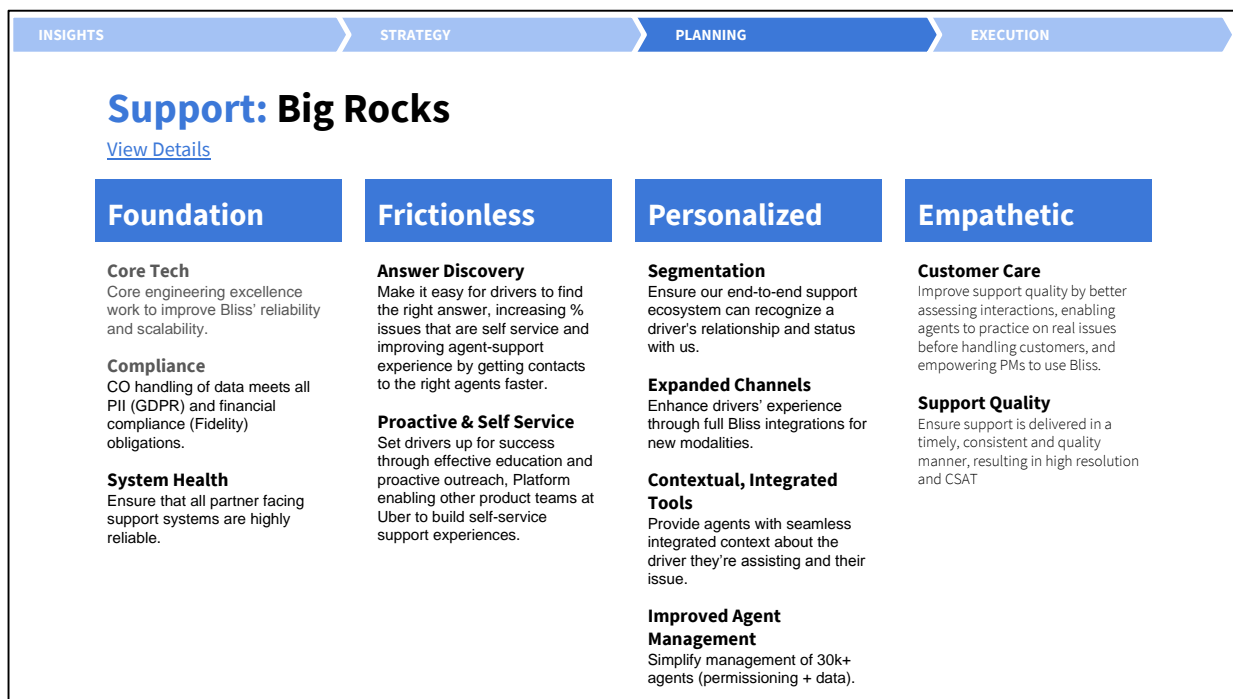 INSIGHTS
STRATEGY
PLANNING
EXECUTION
Support: Big Rocks
View Details
Foundation
Core Tech
Core engineering excellence
work to improve Bliss’ reliability
and scalability.
Compliance
CO handling of data meets all
PII (GDPR) and financial
compliance (Fidelity)
obligations.
System Health
Ensure that all partner facing
support systems are highly
reliable.
Frictionless
Answer Discovery
Make it easy for drivers to find
the right answer, increasing %
issues that are self service and
improving agent-support
experience by getting contacts
to the right agents faster.
Proactive & Self Service
Set drivers up for success
through effective education and
proactive outreach, Platform
enabling other product teams at
Uber to build self-service
support experiences.
Personalized
Segmentation
Ensure our end-to-end support
ecosystem can recognize a
driver’s relationship and status
with us.
Expanded Channels
Enhance drivers’ experience
through full Bliss integrations for
new modalities.
Contextual, Integrated
Tools
Provide agents with seamless
integrated context about the
driver they’re assisting and their
issue.
Improved Agent
Management
Simplify management of 30k+
agents (permissioning + data).
Empathetic
Customer Care
Improve support quality by better
assessing interactions, enabling
agents to practice on real issues
before handling customers, and
empowering PMs to use Bliss.
Support Quality
Ensure support is delivered in a
timely, consistent and quality
manner, resulting in high resolution
and CSAT